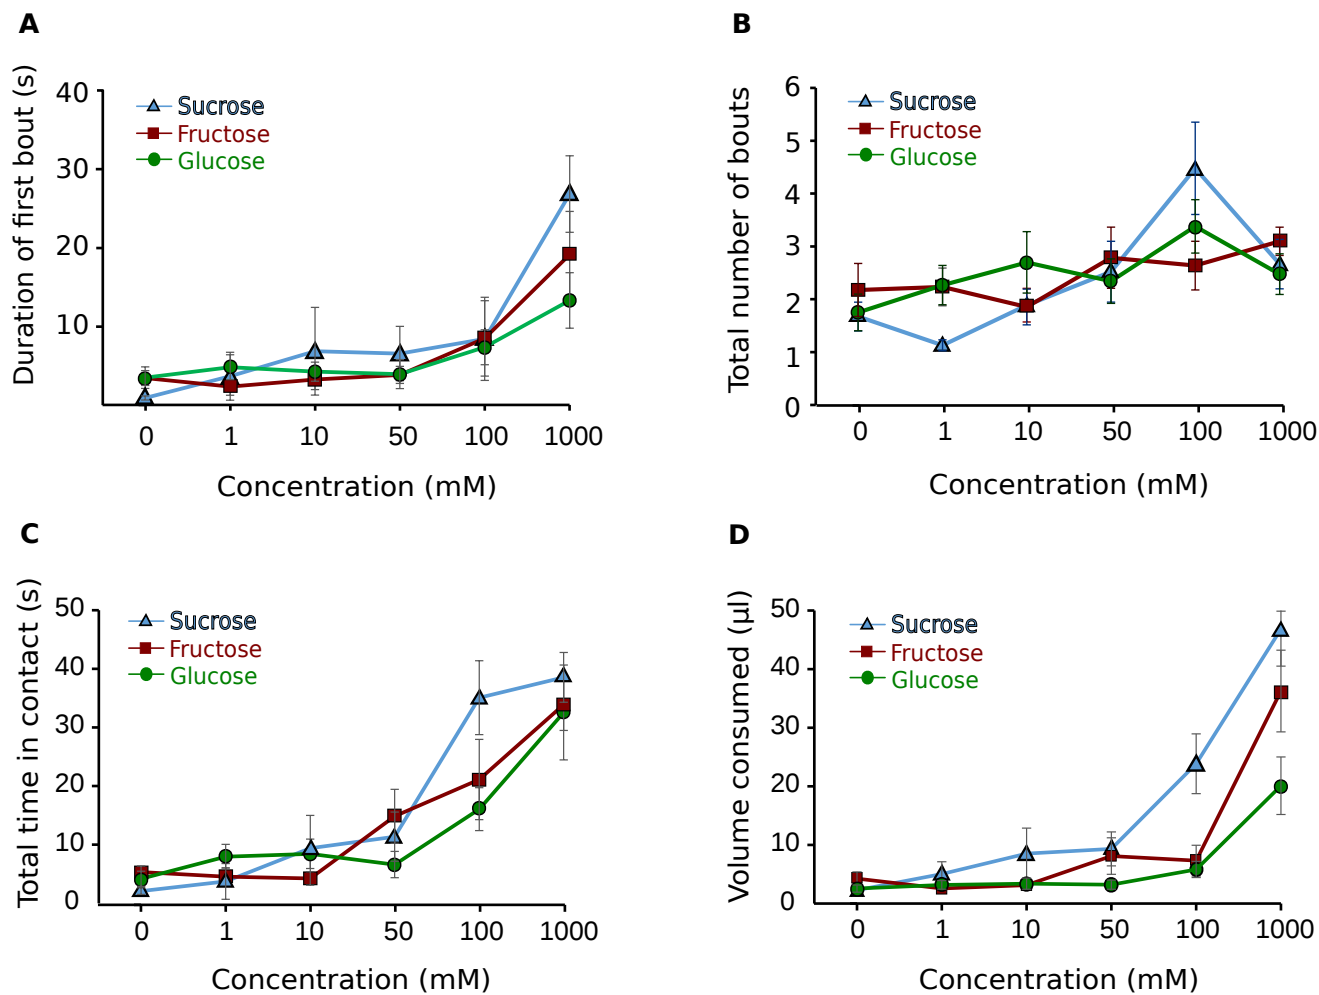 A
Duration of first bout (s)
40
30
20
10
Sucrose
Fructose
Glucose
0 1 10 50 100 1000
Concentration (mM)
B
Total number of bouts
6
5
4
3
2
1
0
Sucrose
Fructose
Glucose
0 1 10 50 100 1000
Concentration (mM)
C
Total time in contact (s)
50
40
30
20
10
0
Sucrose
Fructose
Glucose
0 1 10 50 100 1000
Concentration (mM)
D
Volume consumed (µl)
50
40
30
20
10
0
Sucrose
Fructose
Glucose
0 1 10 50 100 1000
Concentration (mM)